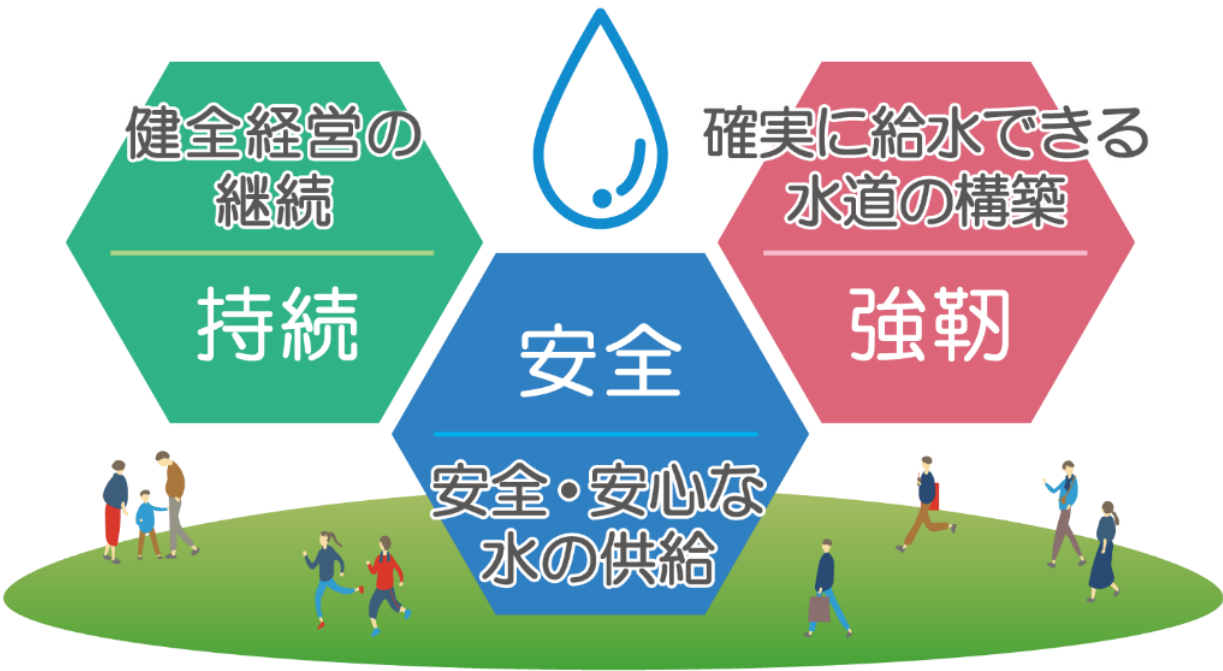 健全経営の
継続
持続
安全
安全・安心な
水の供給
確実に給水できる
水道の構築
強靭